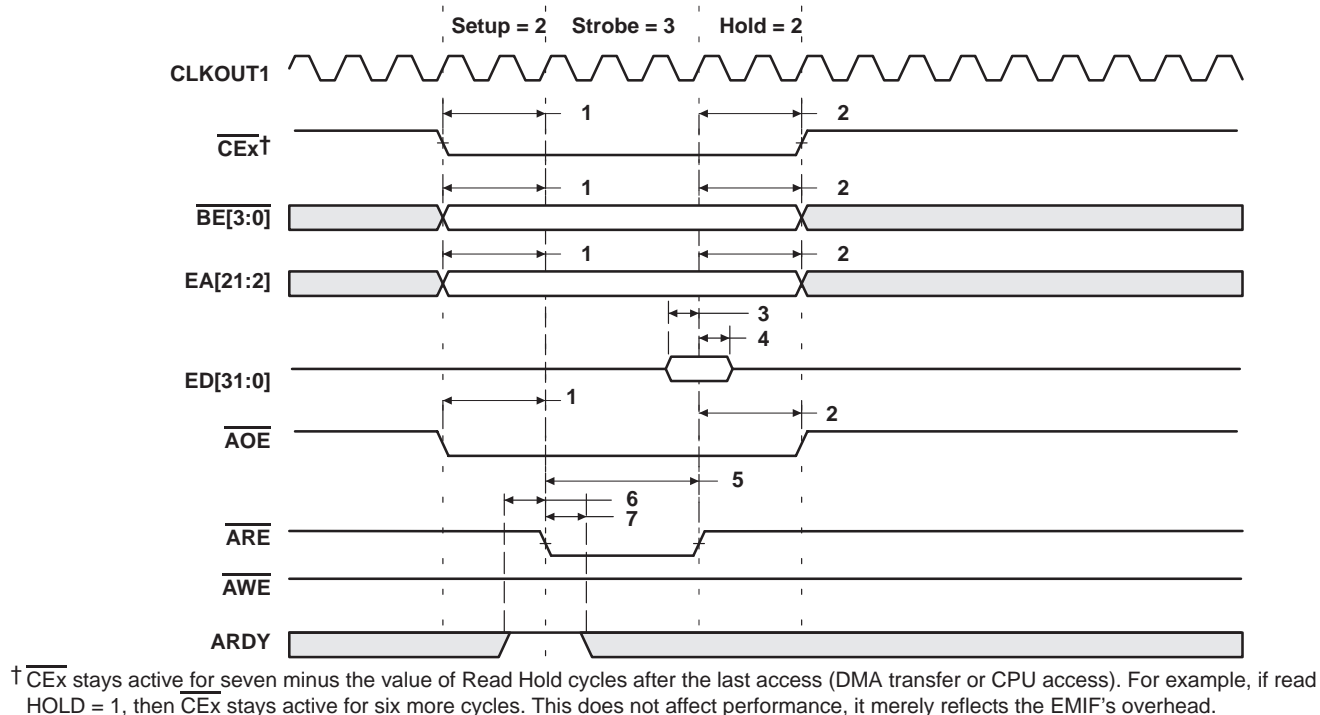 Setup = 2 Strobe = 3 Hold = 2
CLKOUT1
1 2
CEx†
1 2
BE[3:0]
1 2
EA[21:2]
3
4
ED[31:0]
1
2
AOE
5
6
7
ARE
AWE
ARDY
† CEx stays active for seven minus the value of Read Hold cycles after the last access (DMA transfer or CPU access). For example, if read
HOLD = 1, then CEx stays active for six more cycles. This does not affect performance, it merely reflects the EMIF's overhead.